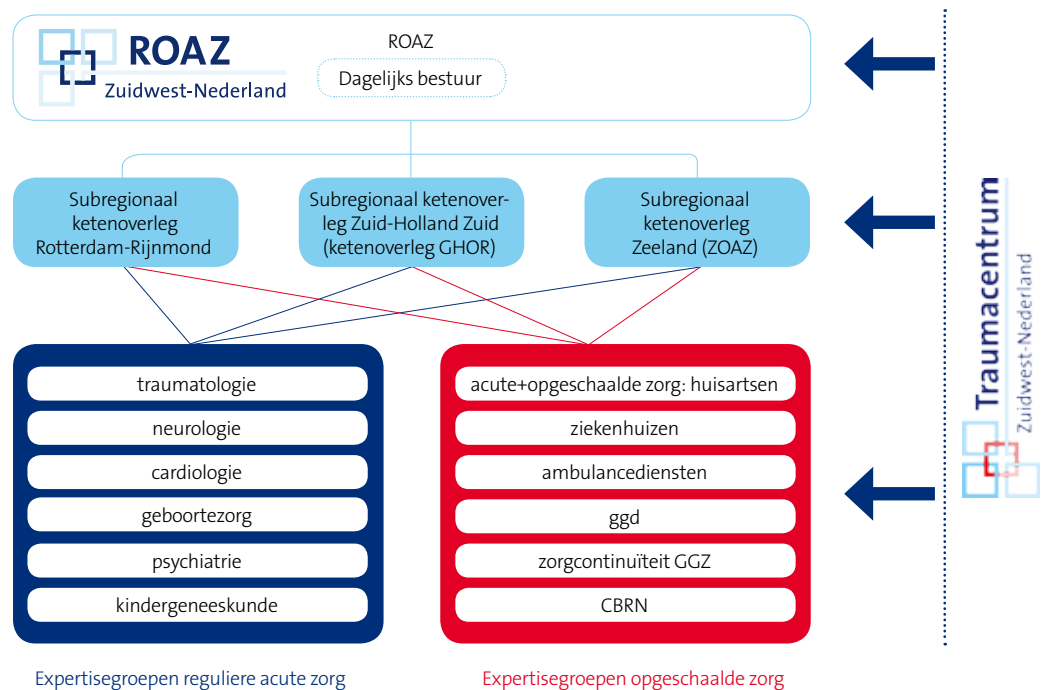 ROAZ
Zuidwest-Nederland
ROAZ
Dagelijks bestuur
Subregionaal
ketenoverleg
Rotterdam-Rijnmond
Subregionaal ketenover-
leg Zuid-Holland Zuid
(ketenoverleg GHOR)
Subregionaal
ketenoverleg
Zeeland (ZOAZ)
traumatologie
neurologie
cardiologie
geboortezorg
psychiatrie
kindergeneeskunde
Expertisegroepen reguliere acute zorg
acute+opgeschaalde zorg: huisartsen
ziekenhuizen
ambulancediensten
ggd
zorgcontinuïteit GGZ
CBRN
Expertisegroepen opgeschaalde zorg
Traumacentrum
Zuidwest-Nederland